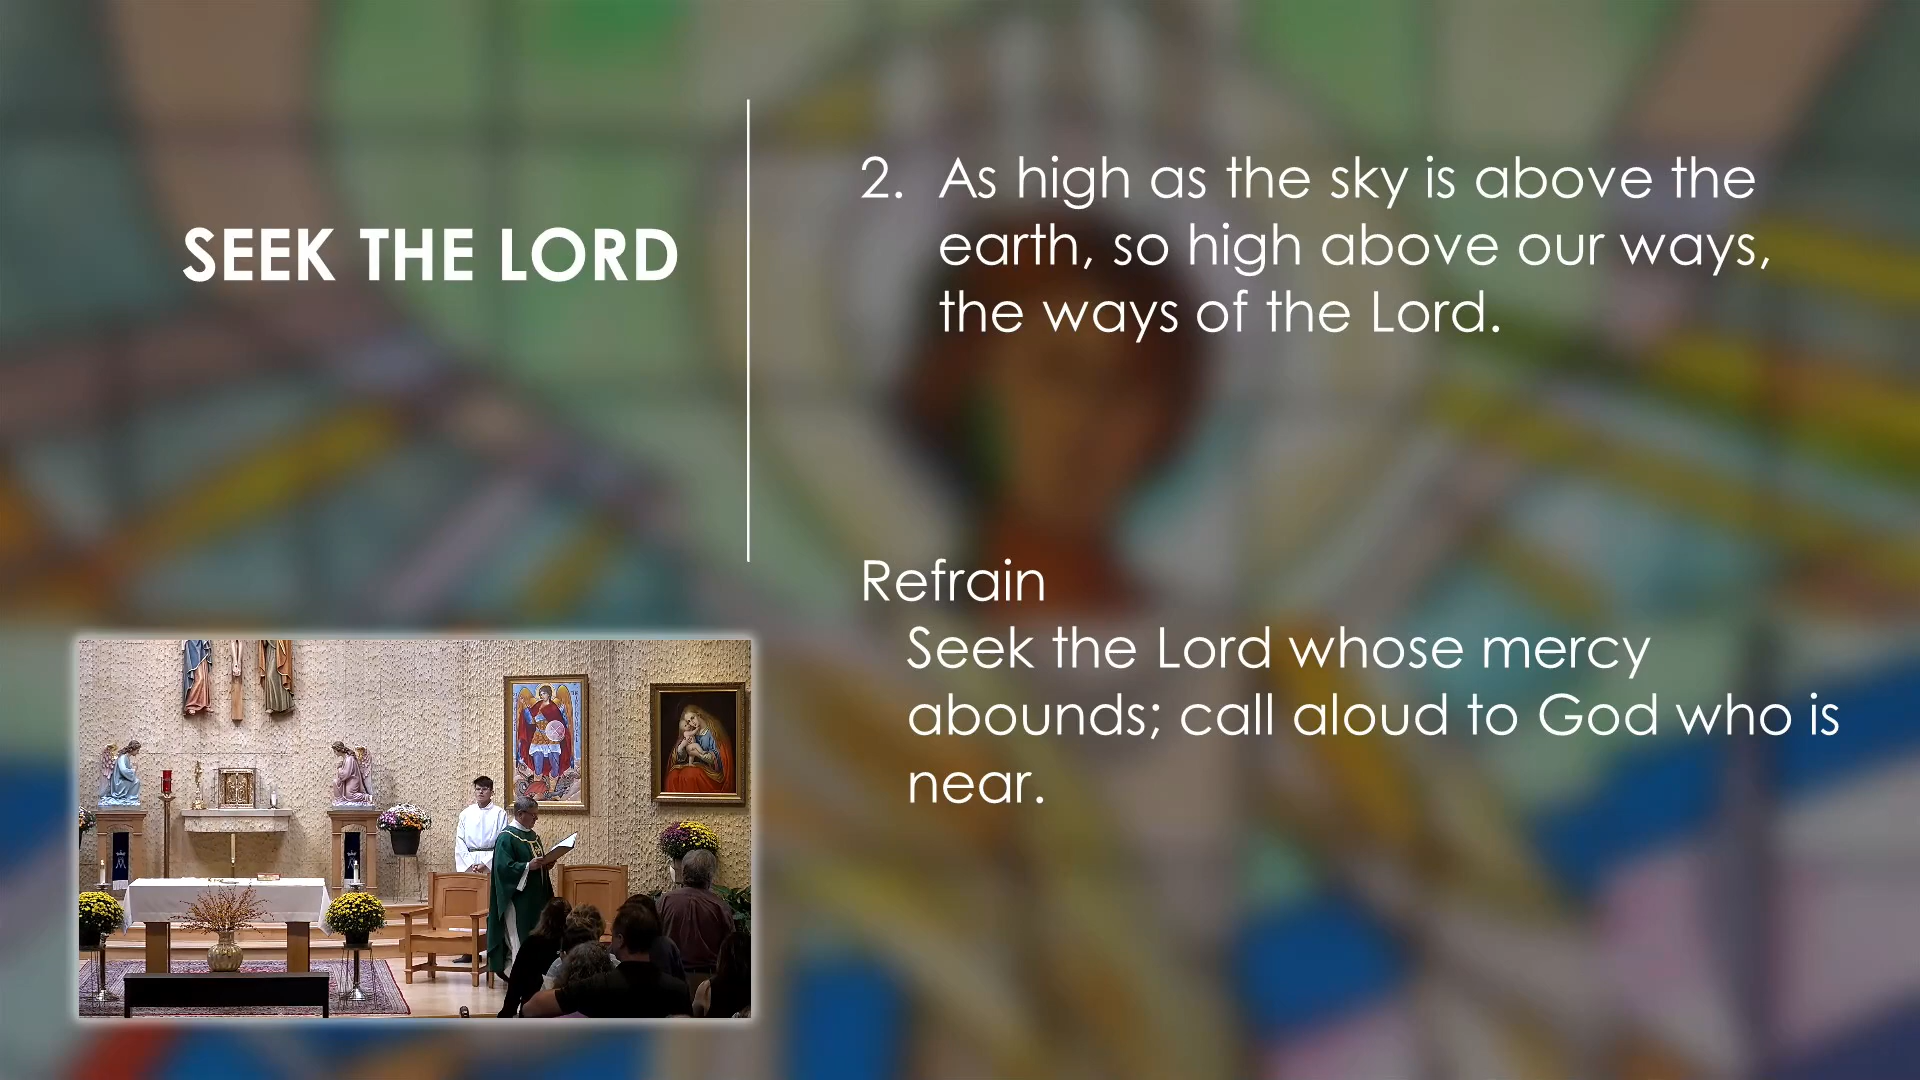 SEEK THE LORD
2. As high as the sky is above the
earth, so high above our ways,
the ways of the Lord.
Refrain
Seek the Lord whose mercy
abounds; call aloud to God who is
near.